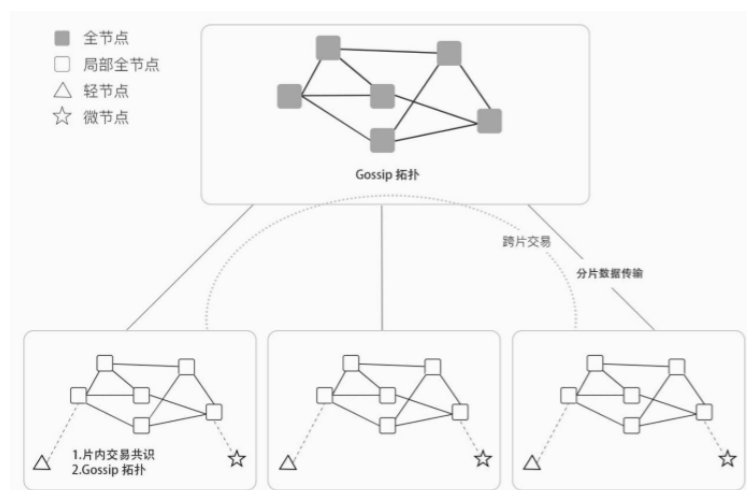 全节点
局部全节点
轻节点
微节点
Gossip 拓扑
跨片交易
分片数据传输
1.片内交易共识
2.Gossip 拓扑